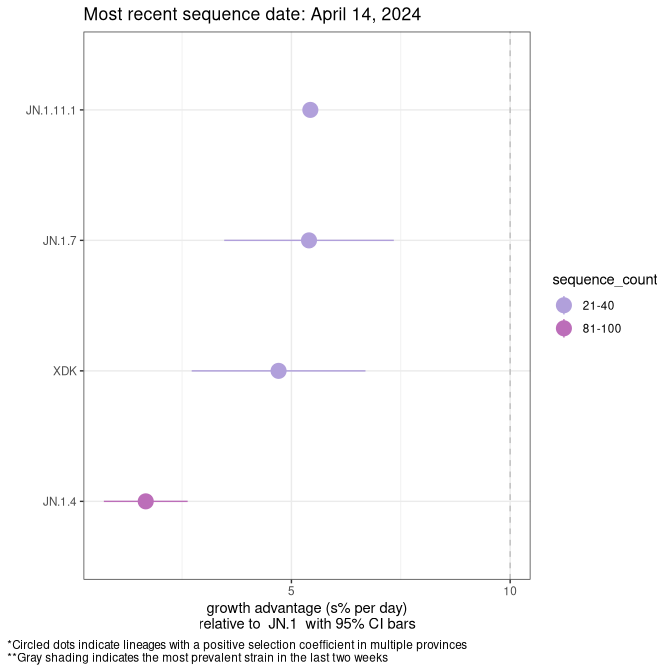 Most recent sequence date: April 14, 2024
JN.1.11.1
JN.1.7
XDK
JN.1.4
5
10
growth advantage (s% per day)
relative to  JN.1  with 95% CI bars
sequence_count
21-40
81-100
*Circled dots indicate lineages with a positive selection coefficient in multiple provinces
**Gray shading indicates the most prevalent strain in the last two weeks